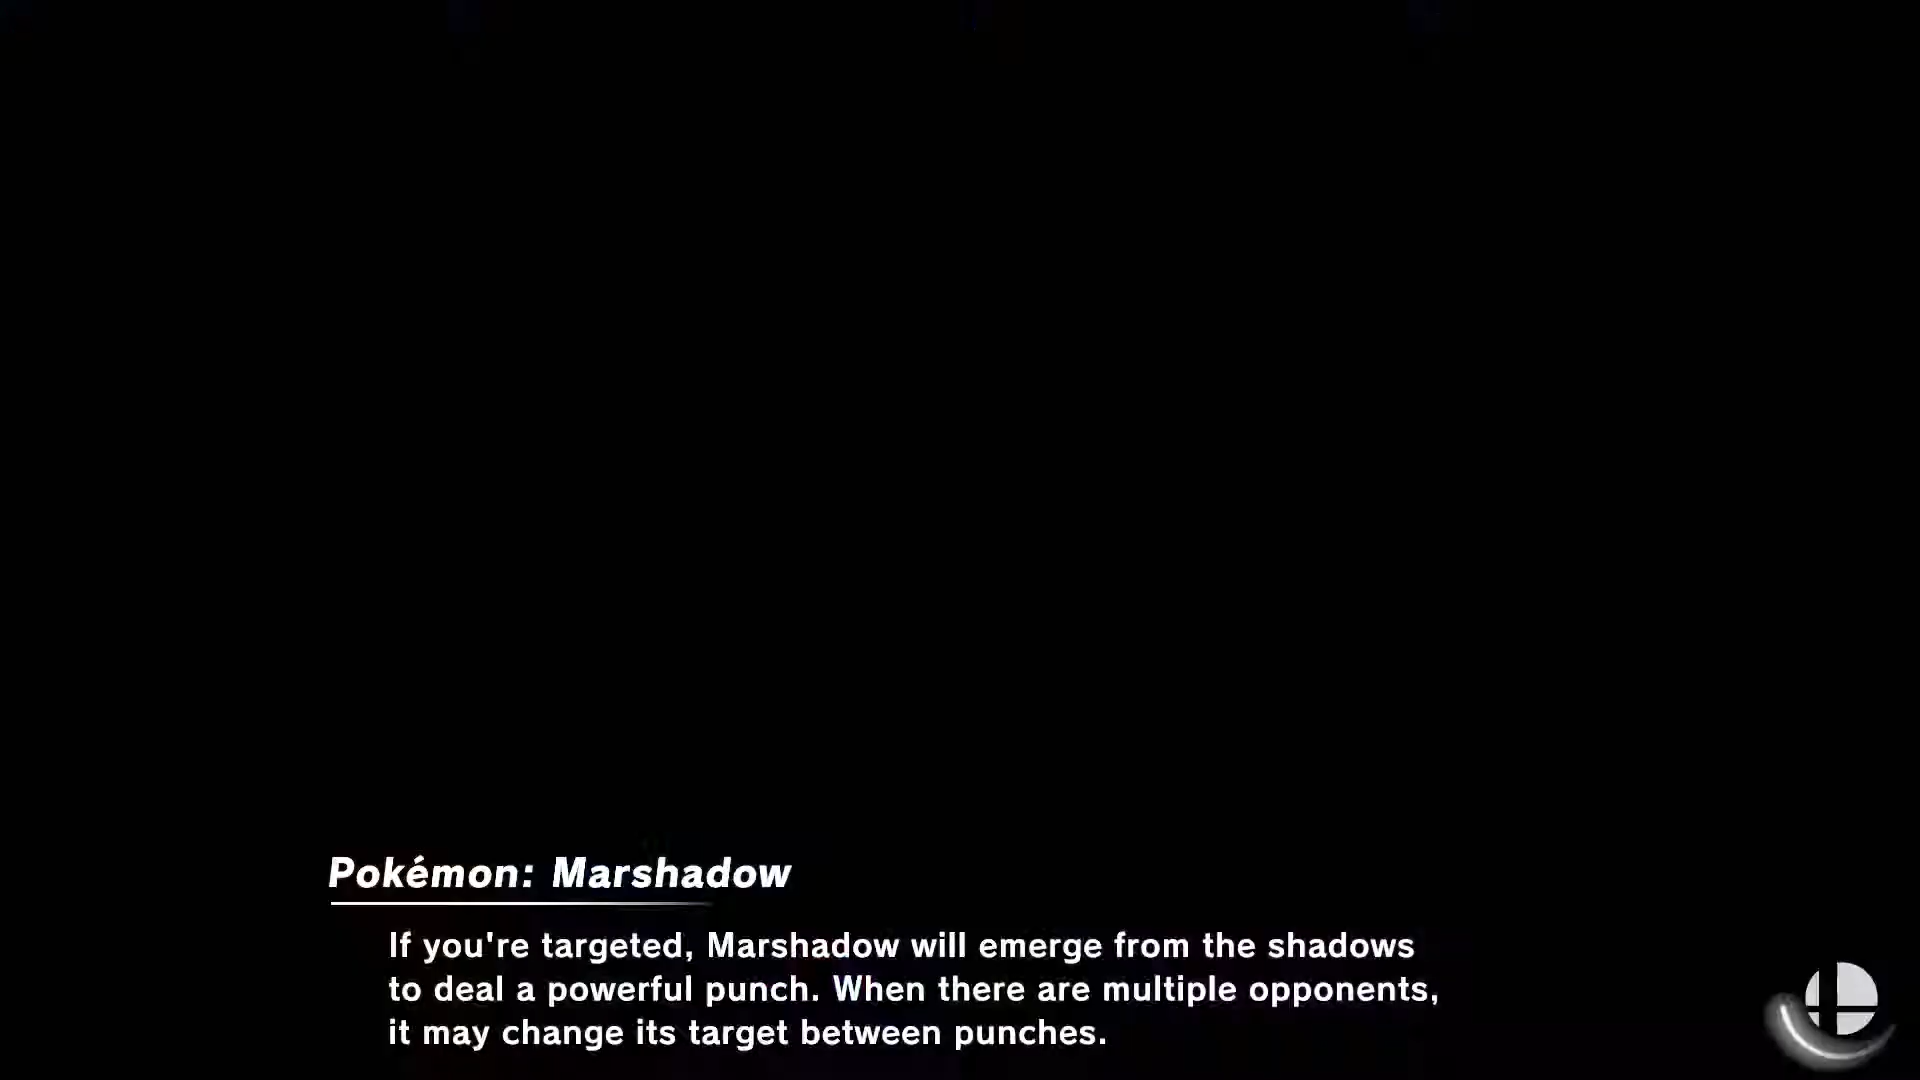 Pokémon: Marshadow
If you're targeted, Marshadow will emerge from the shadows
to deal a powerful punch. When there are multiple opponents,
it may change its target between punches.